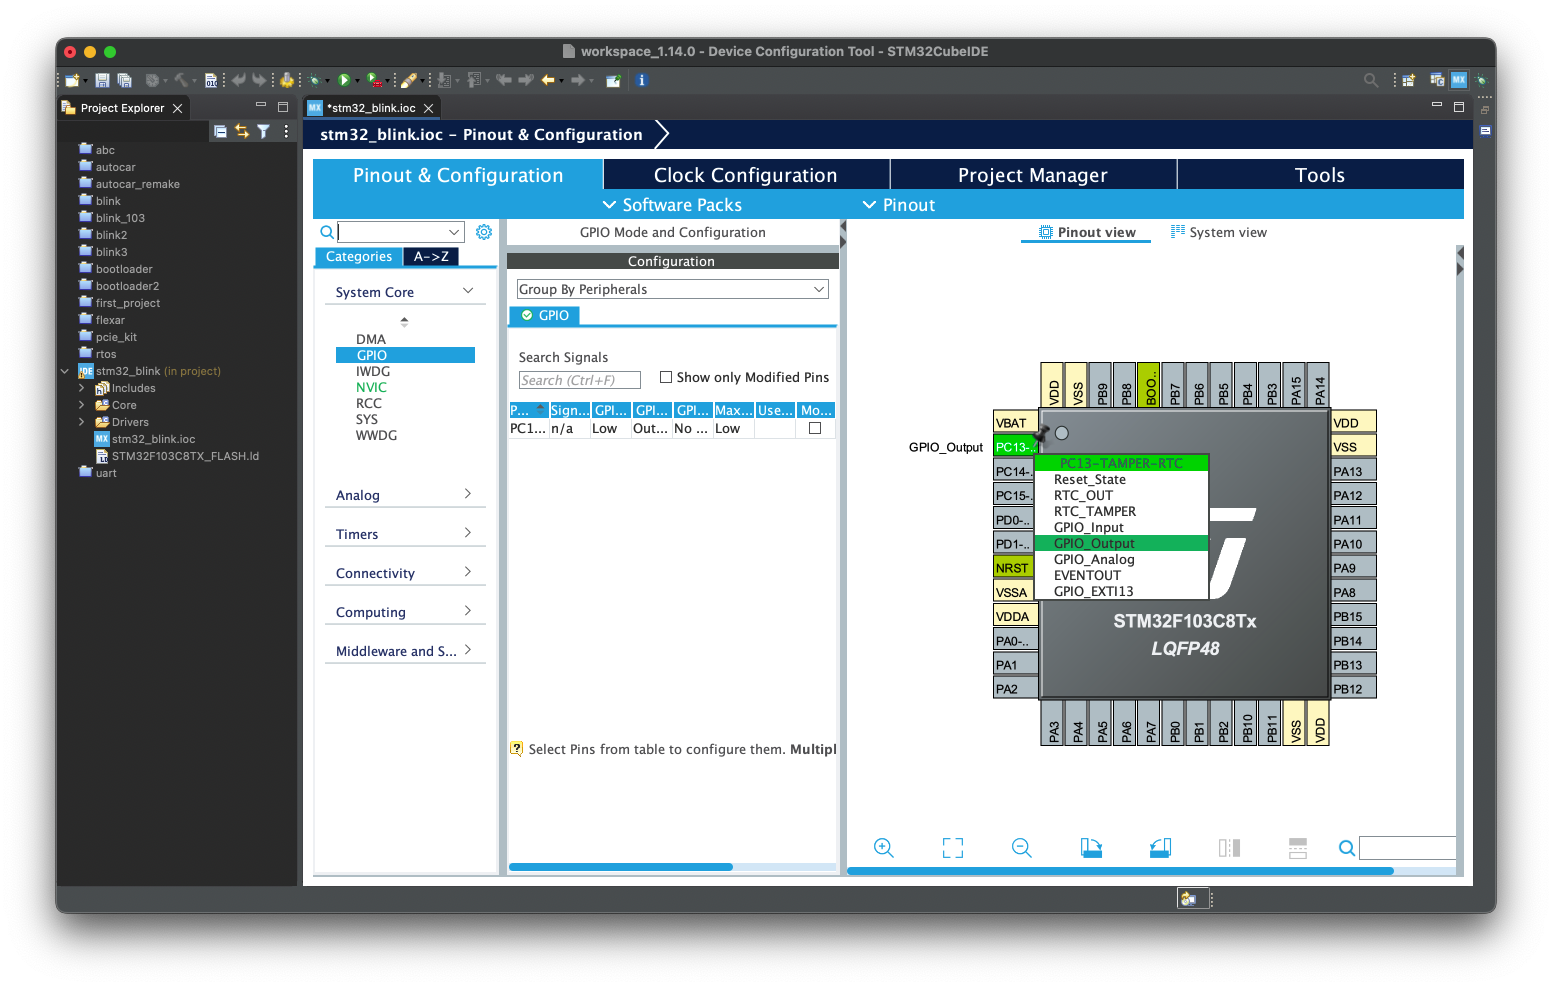 workspace_1.14.0 - Device Configuration Tool - STM32CubeIDE
Project Explorer
*stm32_blink.ioc
stm32_blink.ioc - Pinout & Configuration
abc
autocar
autocar_remake
blink
blink_103
blink2
blink3
bootloader
bootloader2
first_project
flexar
pcie_kit
rtos
stm32_blink (in project)
Includes
Core
Drivers
stm32_blink.ioc
STM32F103C8TX_FLASH.ld
uart
Pinout & Configuration
Clock Configuration
Project Manager
Tools
Software Packs
Pinout
Categories
A->Z
System Core
DMA
GPIO
IWDG
NVIC
RCC
SYS
WWDG
Analog
Timers
Connectivity
Computing
Middleware and S...
GPIO Mode and Configuration
Configuration
Group By Peripherals
GPIO
Search Signals
Search (Ctrl+F)
Show only Modified Pins
P... Sign... GPI... GPI... GPI... Max... Use... Mo...
PC1... n/a Low Out... No ... Low
Select Pins from table to configure them. Multipl
Pinout view
System view
VDD
VSS
PB9
PB8
BOO..
PB7
PB6
PB5
PB4
PB3
PA15
PA14
VBAT
GPIO_Output
PC13-..
PC14-.
PC15-.
PD0-..
PD1-..
NRST
VSSA
VDDA
PA0-..
PA1
PA2
PC13-TAMPER-RTC
Reset_State
RTC_OUT
RTC_TAMPER
GPIO_Input
GPIO_Output
GPIO_Analog
EVENTOUT
GPIO_EXTI13
STM32F103C8Tx
LQFP48
VDD
VSS
PA13
PA12
PA11
PA10
PA9
PA8
PB15
PB14
PB13
PB12
PA3
PA4
PA5
PA6
PA7
PB0
PB1
PB2
PB10
PB11
VSS
VDD